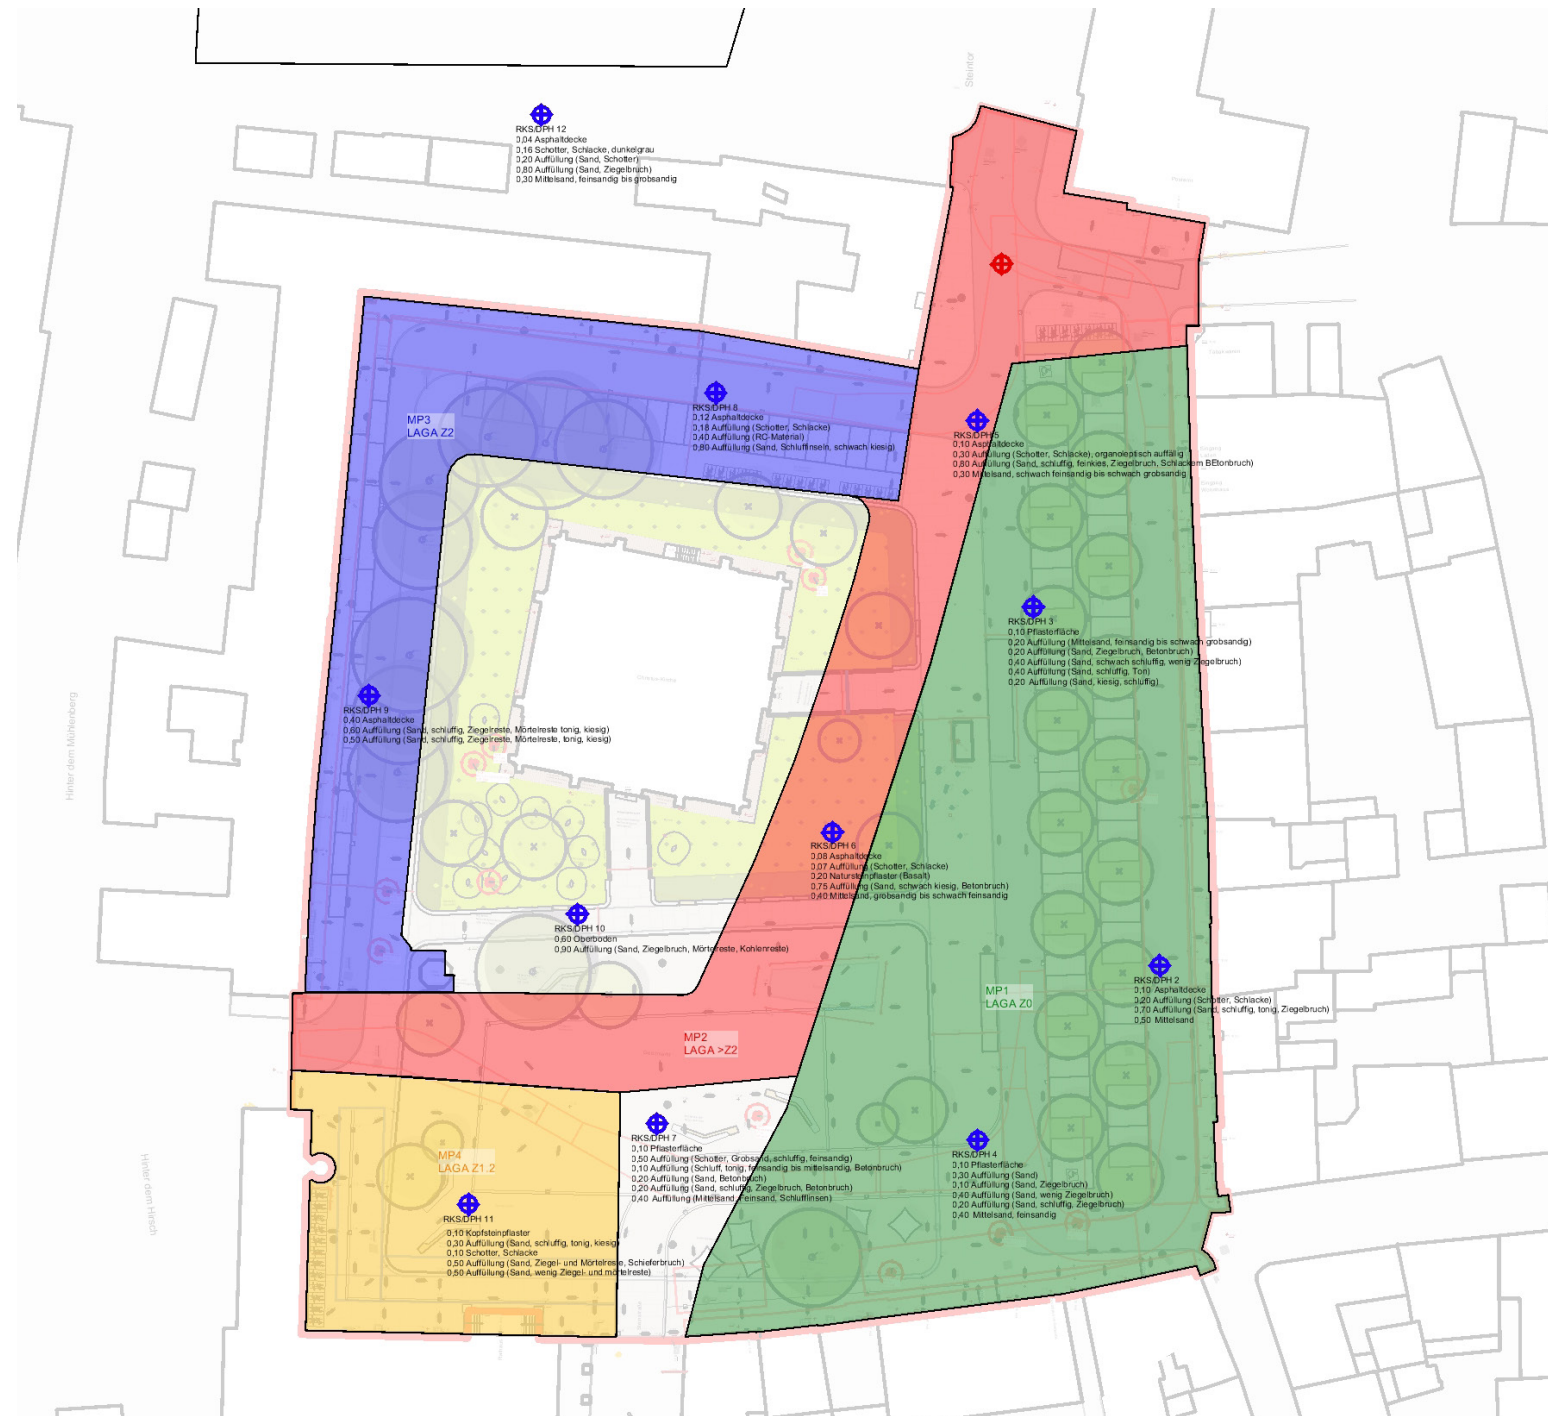 Steintor
RKS/DPH 12
0,04 Asphaltdecke
0,16 Schotter, Schlacke, dunkelgrau
0,20 Auffüllung (Sand, Schotter)
0,80 Auffüllung (Sand, Ziegelbruch)
0,30 Mittelsand, feinsandig bis grobsandig
MP3
LAGA Z2
RKS/DPH 8
0,12 Asphaltdecke
0,18 Auffüllung (Schotter, Schlacke)
0,40 Auffüllung (RC-Material)
0,80 Auffüllung (Sand, Schluffinseln, schwach kiesig)
RKS/DPH 5
0,10 Asphaltdecke
0,30 Auffüllung (Schotter, Schlacke), organoleptisch auffällig
0,80 Auffüllung (Sand, schluffig, feinkies, Ziegelbruch, Schlackem BEtonbruch)
0,30 Mittelsand, schwach feinsandig bis schwach grobsandig
RKS/DPH 3
0,10 Pflasterfläche
0,20 Auffüllung (Mittelsand, feinsandig bis schwach grobsandig)
0,20 Auffüllung (Sand, Ziegelbruch, Betonbruch)
0,40 Auffüllung (Sand, schwach schluffig, wenig Ziegelbruch)
0,40 Auffüllung (Sand, schluffig, Ton)
0,20 Auffüllung (Sand, kiesig, schluffig)
Hinter dem Mührenberg
RKS/DPH 9
0,40 Asphaltdecke
0,60 Auffüllung (Sand, schluffig, Ziegelreste, Mörtelreste tonig, kiesig)
0,50 Auffüllung (Sand, schluffig, Ziegelreste, Mörtelreste, tonig, kiesig)
RKS/DPH 6
0,08 Asphaltdecke
0,07 Auffüllung (Schotter, Schlacke)
0,20 Natursteinpflaster (Basalt)
0,75 Auffüllung (Sand, schwach kiesig, Betonbruch)
0,40 Mittelsand, grobsandig bis schwach feinsandig
RKS/DPH 10
0,60 Oberboden
0,90 Auffüllung (Sand, Ziegelbruch, Mörtelreste, Kohlenreste)
RKS/DPH 2
0,10 Asphaltdecke
0,20 Auffüllung (Schotter, Schlacke)
0,70 Auffüllung (Sand, schluffig, tonig, Ziegelbruch)
0,50 Mittelsand
MP1
LAGA Z0
MP2
LAGA >Z2
RKS/DPH 7
0,10 Pflasterfläche
0,50 Auffüllung (Schotter, Grobsand, schluffig, feinsandig)
0,10 Auffüllung (Schluff, tonig, feinsandig bis mittelsandig, Betonbruch)
0,20 Auffüllung (Sand, Betonbruch)
0,20 Auffüllung (Sand, schluffig, Ziegelbruch, Betonbruch)
0,40 Auffüllung (Mittelsand, Feinsand, Schlufflinsen)
RKS/DPH 4
0,10 Pflasterfläche
0,30 Auffüllung (Sand)
0,10 Auffüllung (Sand, Ziegelbruch)
0,40 Auffüllung (Sand, wenig Ziegelbruch)
0,20 Auffüllung (Sand, schluffig, Ziegelbruch)
0,40 Mittelsand, feinsandig
MP4
LAGA Z1.2
Hinter dem Hirsch
RKS/DPH 11
0,10 Kopfsteinpflaster
0,30 Auffüllung (Sand, schluffig, tonig, kiesig)
0,10 Schotter, Schlacke
0,50 Auffüllung (Sand, Ziegel- und Mörtelreste, Schieferbruch)
0,50 Auffüllung (Sand, wenig Ziegel- und mörtelreste)